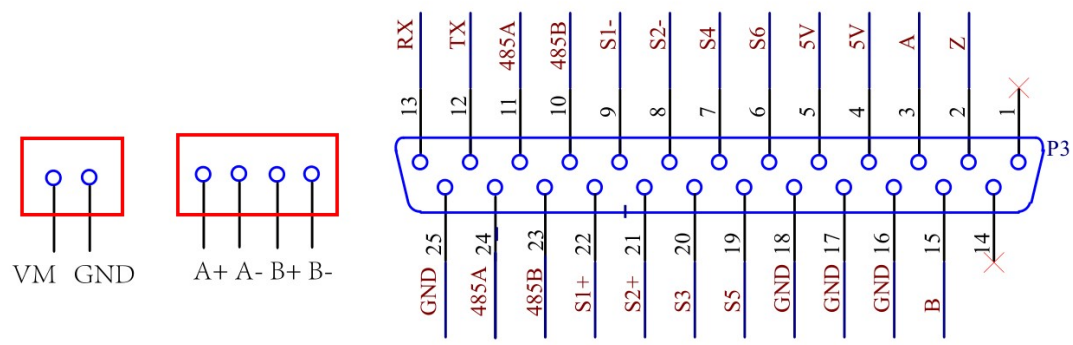 RX TX 485A 485B S1- S2- S4 S6 5V 5V A Z
13 12 11 10 9 8 7 6 5 4 3 2 1
P3
25 24 23 22 21 20 19 18 17 16 15 14
GND 485A 485B S1+ S2+ S3 S5 GND GND GND B
VM GND
A+ A- B+ B-